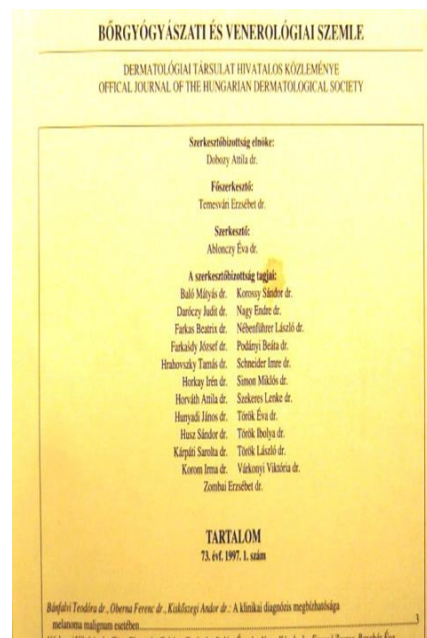 BŐRGYÓGYÁSZATI ÉS VENEROLÓGIAI SZEMLE
DERMATOLÓGIAI TÁRSULAT HIVATALOS KÖZLEMÉNYE
OFFICAL JOURNAL OF THE HUNGARIAN DERMATOLOGICAL SOCIETY
Szerkesztőbizottság elnöke:
Dobozy Attila dr.
Főszerkesztő:
Temesvári Erzsébet dr.
Szerkesztő:
Ablonczy Éva dr.
A szerkesztőbizottság tagjai:
Baló Mátyás dr. Korossy Sándor dr.
Daróczy Judit dr. Nagy Endre dr.
Farkas Beatrix dr. Nébenführer László dr.
Farkaidy József dr. Podányi Beáta dr.
Hrahovszky Tamás dr. Schneider Imre dr.
Horkay Irén dr. Simon Miklós dr.
Horváth Attila dr. Szekeres Lenke dr.
Hunyadi János dr. Török Éva dr.
Husz Sándor dr. Török Ibolya dr.
Kárpáti Sarolta dr. Török László dr.
Korom Irma dr. Várkonyi Viktória dr.
Zombai Erzsébet dr.
TARTALOM
73. évf. 1997. 1. szám
Bánfalvi Teodóra dr., Oberna Ferenc dr., Kiskőszegi Andor dr.: A klinikai diagnózis megbízhatósága
melanoma malignum esetében 3